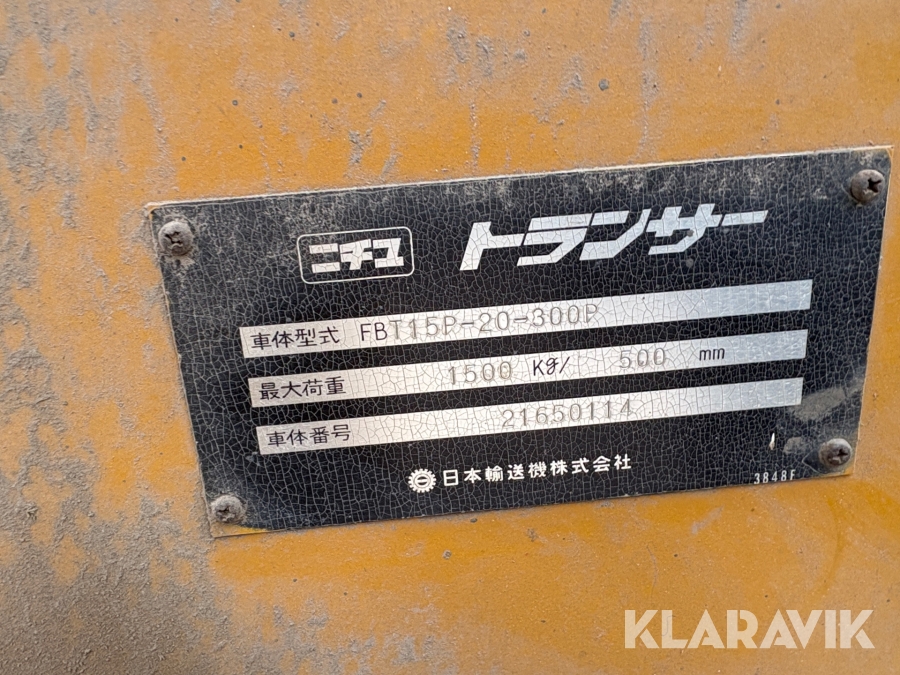 ニチユ トランサー
車体型式 FBT15P-20-300P
最大荷重 1500 Kg/ 500 mm
車体番号 21650114
日本輸送機株式会社
3848F
KLARAVIK